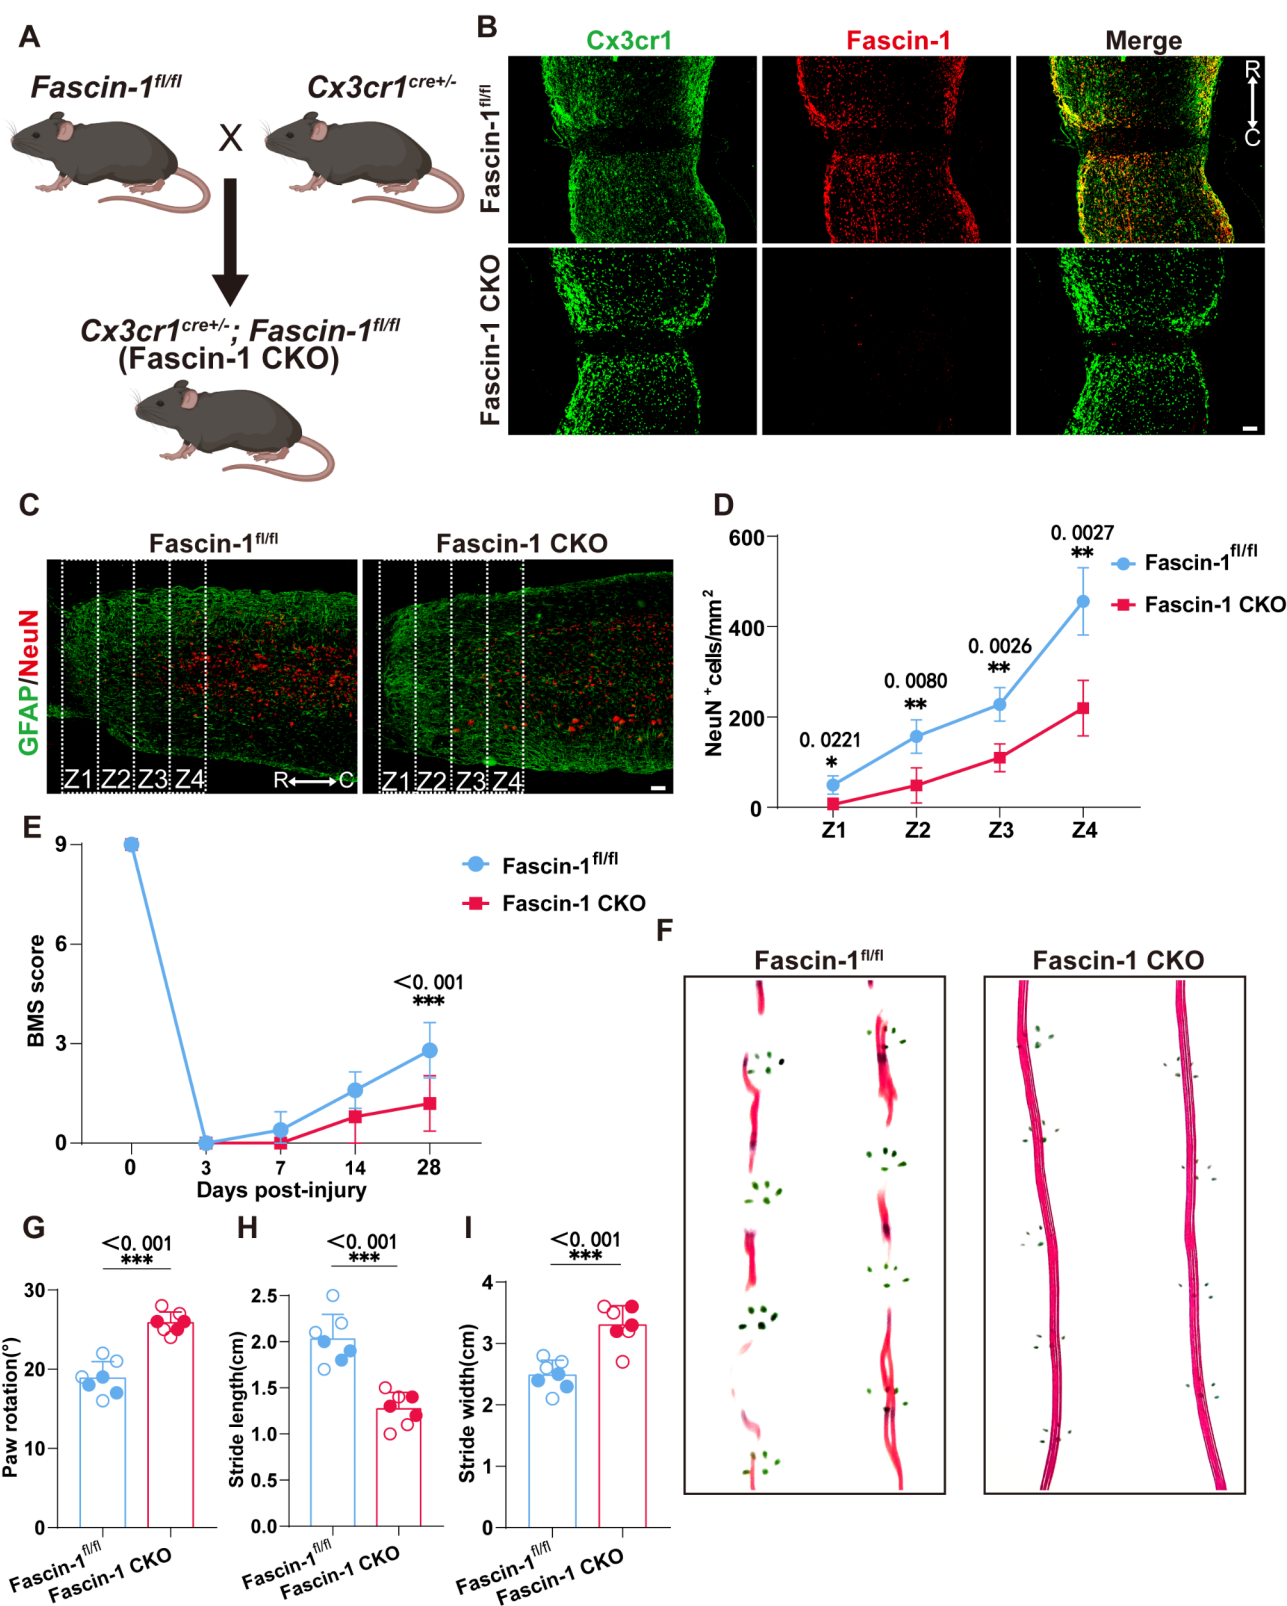 A
Fascin-1fl/fl
Cx3cr1cre+/-
X
Cx3cr1cre+/-; Fascin-1fl/fl
(Fascin-1 CKO)
B
Cx3cr1
Fascin-1
Merge
Fascin-1fl/fl
R
C
Fascin-1 CKO
C
Fascin-1fl/fl
Fascin-1 CKO
GFAP/NeuN
Z1 Z2 Z3 Z4
R C
Z1 Z2 Z3 Z4
D
NeuN+cells/mm2
600
400
200
0
0.0221
*
0.0080
**
0.0026
**
0.0027
**
Z1 Z2 Z3 Z4
Fascin-1fl/fl
Fascin-1 CKO
E
BMS score
9
6
3
0
<0.001
***
0 3 7 14 28
Days post-injury
Fascin-1fl/fl
Fascin-1 CKO
F
Fascin-1fl/fl
Fascin-1 CKO
G
<0.001
***
Paw rotation(°)
30
20
10
0
Fascin-1fl/fl
Fascin-1 CKO
H
<0.001
***
Stride length(cm)
2.5
2.0
1.5
1.0
0.5
0.0
Fascin-1fl/fl
Fascin-1 CKO
I
<0.001
***
Stride width(cm)
4
3
2
1
0
Fascin-1fl/fl
Fascin-1 CKO